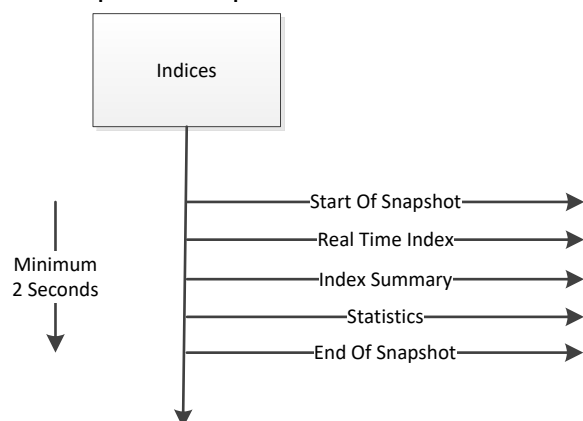 Indices
Start Of Snapshot
Real Time Index
Minimum
2 Seconds
Index Summary
Statistics
End Of Snapshot